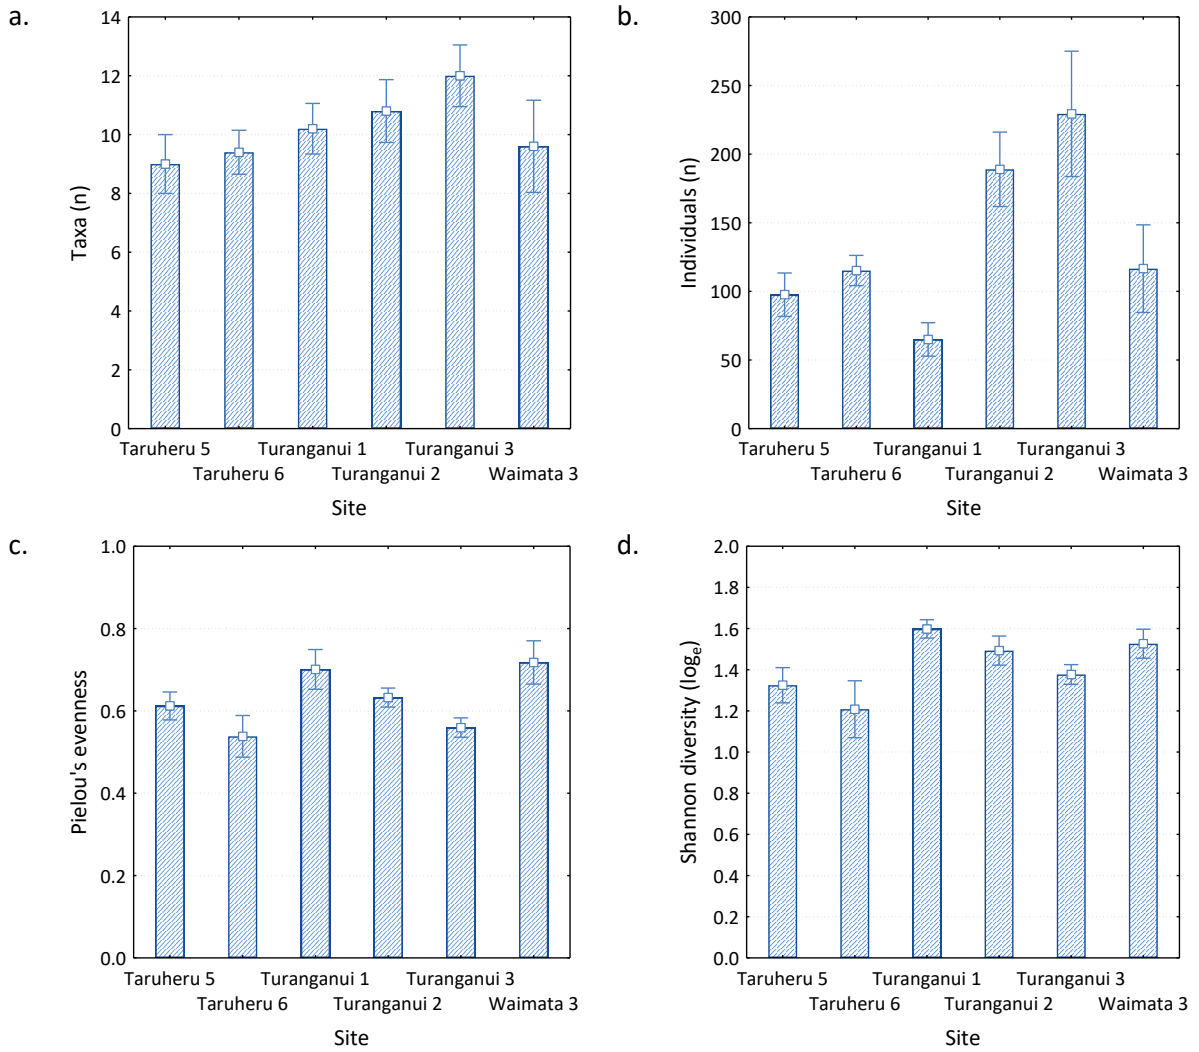 a.
14
12
10
8
6
4
2
0
Taxa (n)
Taruheru 5 Turanganui 1 Turanganui 3
Taruheru 6 Turanganui 2 Waimata 3
Site
b.
300
250
200
150
100
50
0
Individuals (n)
Taruheru 5 Turanganui 1 Turanganui 3
Taruheru 6 Turanganui 2 Waimata 3
Site
c.
1.0
0.8
0.6
0.4
0.2
0.0
Pielou's evenness
Taruheru 5 Turanganui 1 Turanganui 3
Taruheru 6 Turanganui 2 Waimata 3
Site
d.
2.0
1.8
1.6
1.4
1.2
1.0
0.8
0.6
0.4
0.2
0.0
Shannon diversity (loge)
Taruheru 5 Turanganui 1 Turanganui 3
Taruheru 6 Turanganui 2 Waimata 3
Site